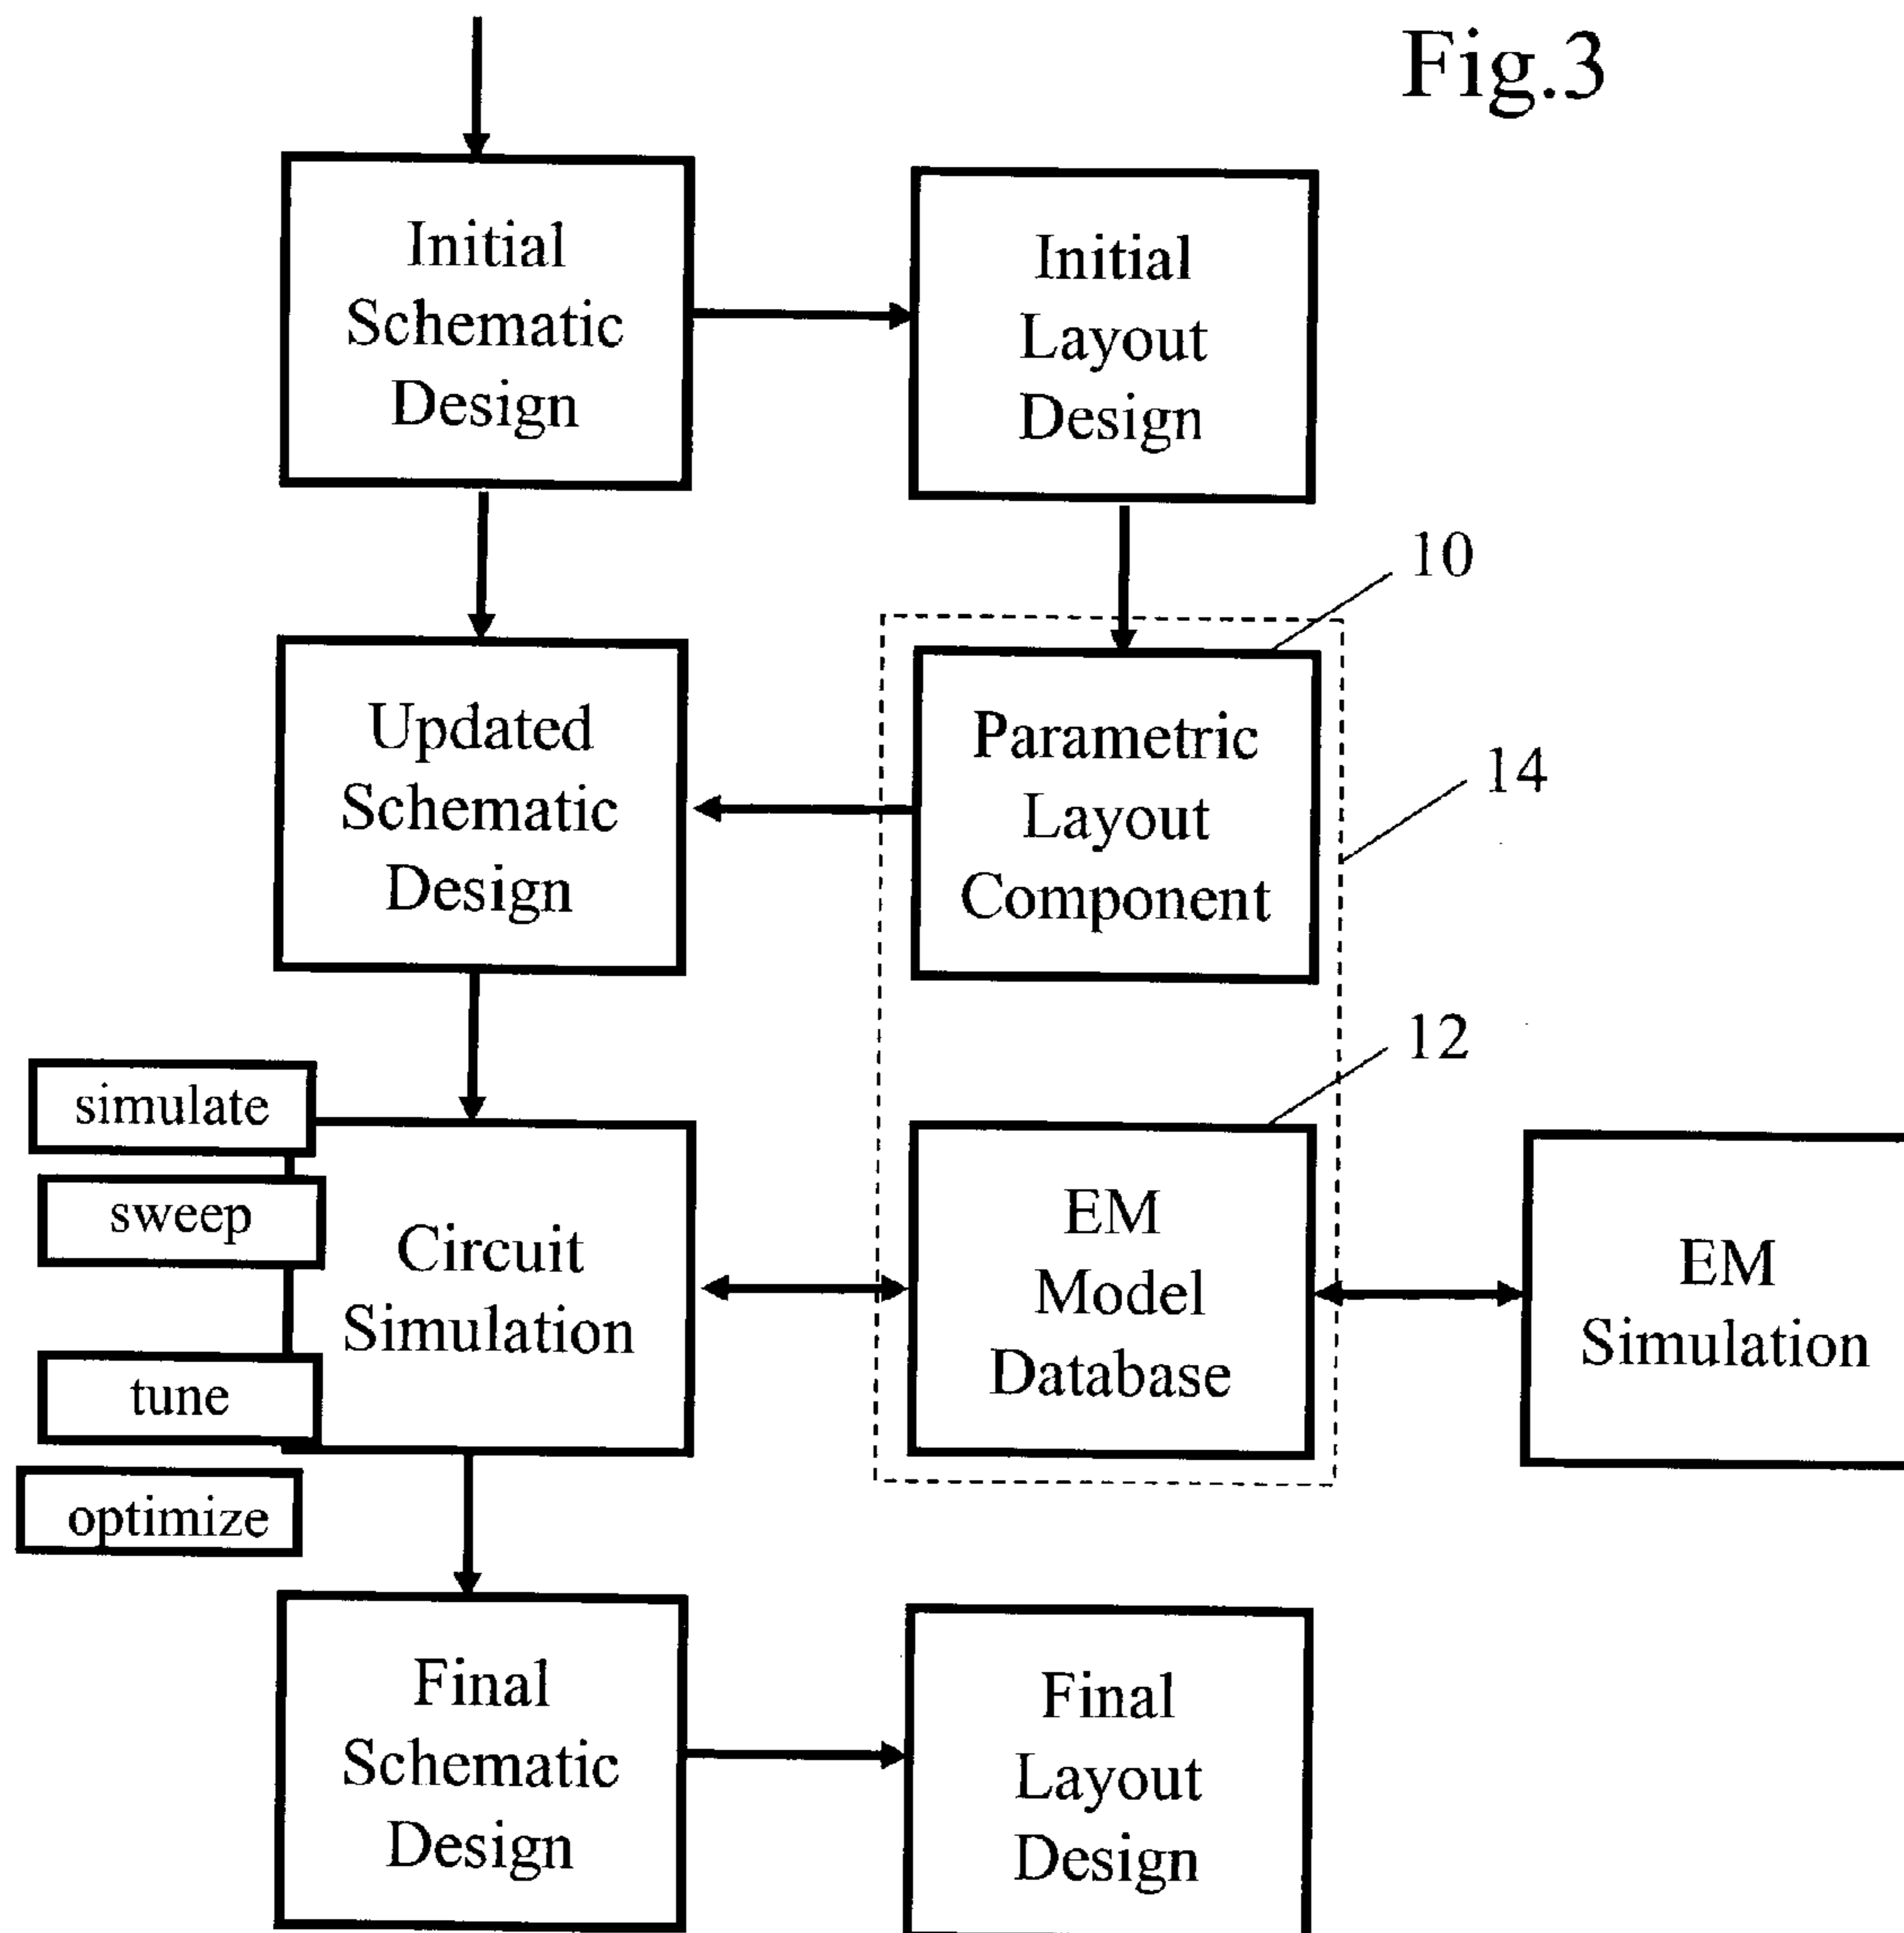 Fig.3
Initial
Schematic
Design
Initial
Layout
Design
10
Updated
Schematic
Design
Parametric
Layout
Component
14
12
simulate
sweep
tune
optimize
Circuit
Simulation
EM
Model
Database
EM
Simulation
Final
Schematic
Design
Final
Layout
Design